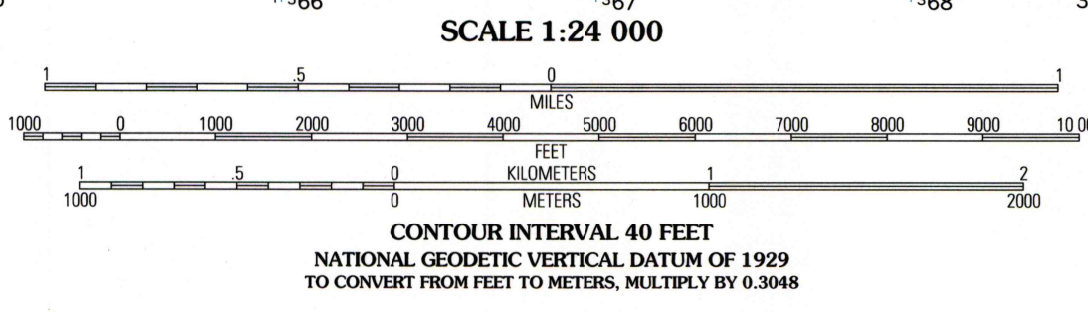 ³66 ³67 ³68
SCALE 1:24 000
1 .5 0 1
MILES
1000 0 1000 2000 3000 4000 5000 6000 7000 8000 9000
FEET
1 .5 0 KILOMETERS 1 2
1000 0 METERS 1000 2000
CONTOUR INTERVAL 40 FEET
NATIONAL GEODETIC VERTICAL DATUM OF 1929
TO CONVERT FROM FEET TO METERS, MULTIPLY BY 0.3048